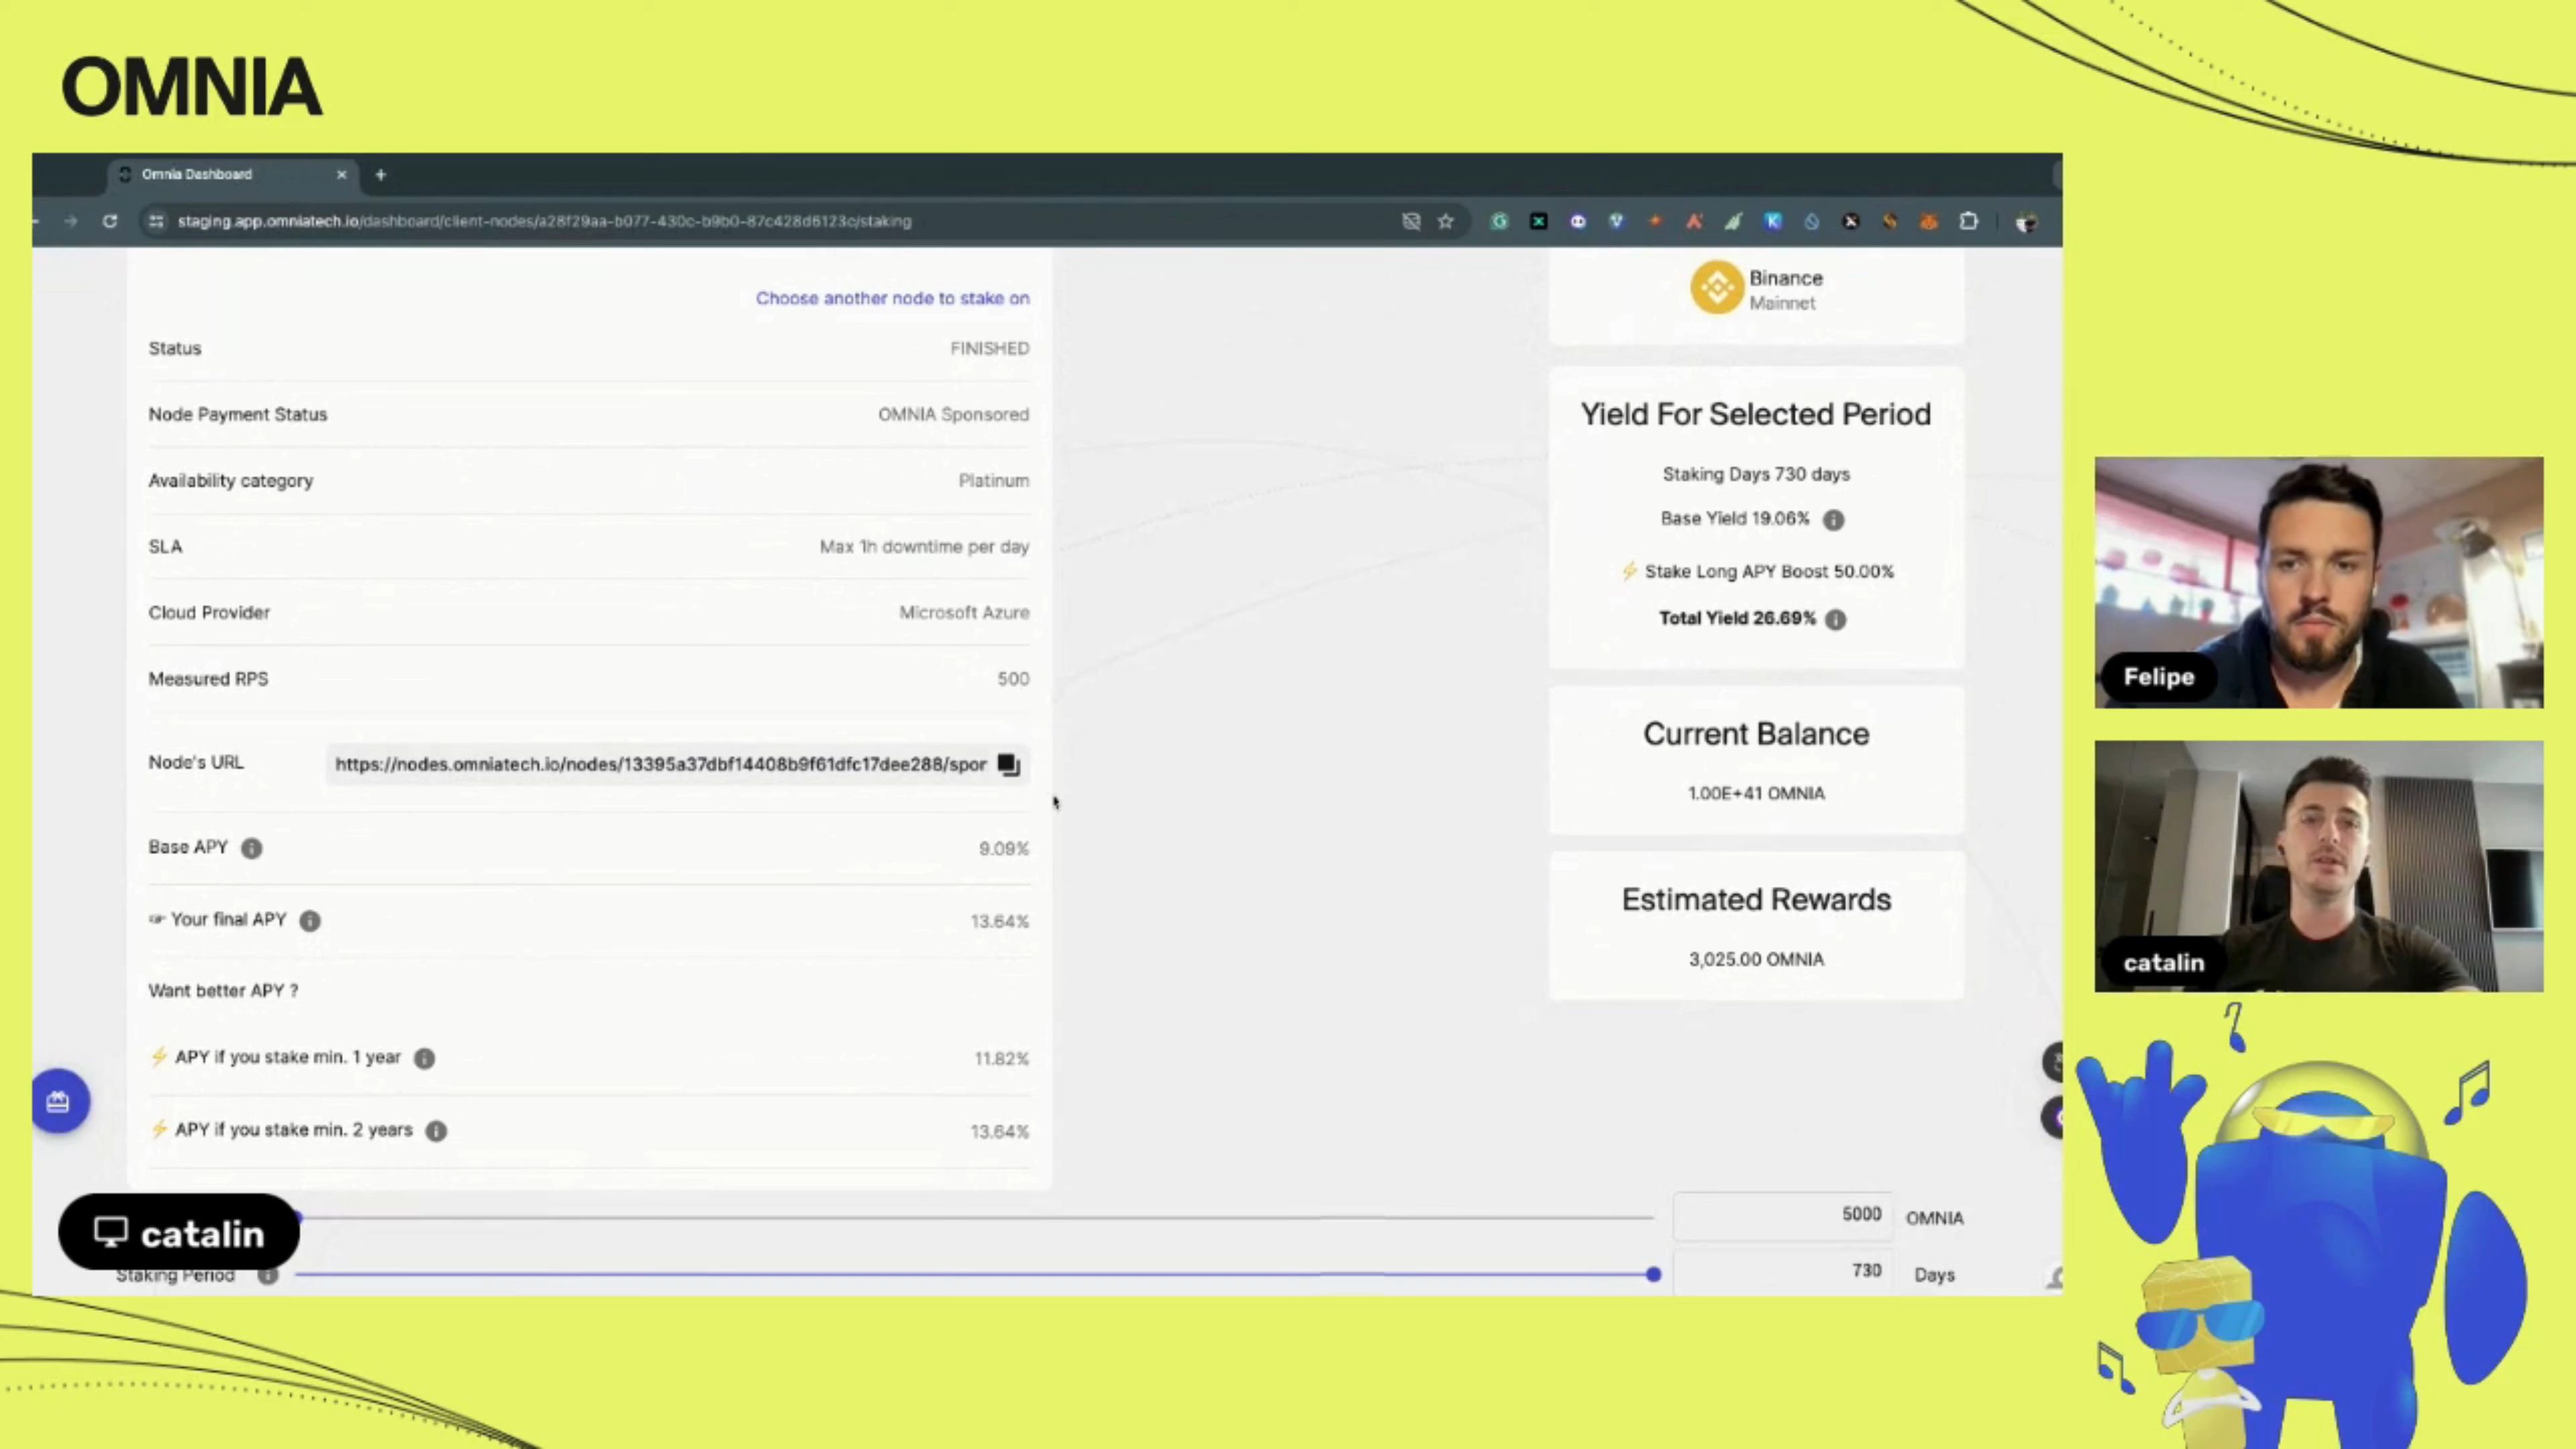 OMNIA
Omnia Dashboard
staging.app.omniatech.io/dashboard/client-nodes/a28f29aa-b077-430c-b9b0-87c428d6123c/staking
Choose another node to stake on
Status FINISHED
Node Payment Status OMNIA Sponsored
Availability category Platinum
SLA Max 1h downtime per day
Cloud Provider Microsoft Azure
Measured RPS 500
Node's URL https://nodes.omniatech.io/nodes/13395a37dbf14408b9f61dfc17dee288/spor
Base APY 9.09%
Your final APY 13.64%
Want better APY ?
APY if you stake min. 1 year 11.82%
APY if you stake min. 2 years 13.64%
Binance
Mainnet
Yield For Selected Period
Staking Days 730 days
Base Yield 19.06%
Stake Long APY Boost 50.00%
Total Yield 26.69%
Current Balance
1.00E+41 OMNIA
Estimated Rewards
3,025.00 OMNIA
5000 OMNIA
catalin
Staking Period 730 Days
Felipe
catalin